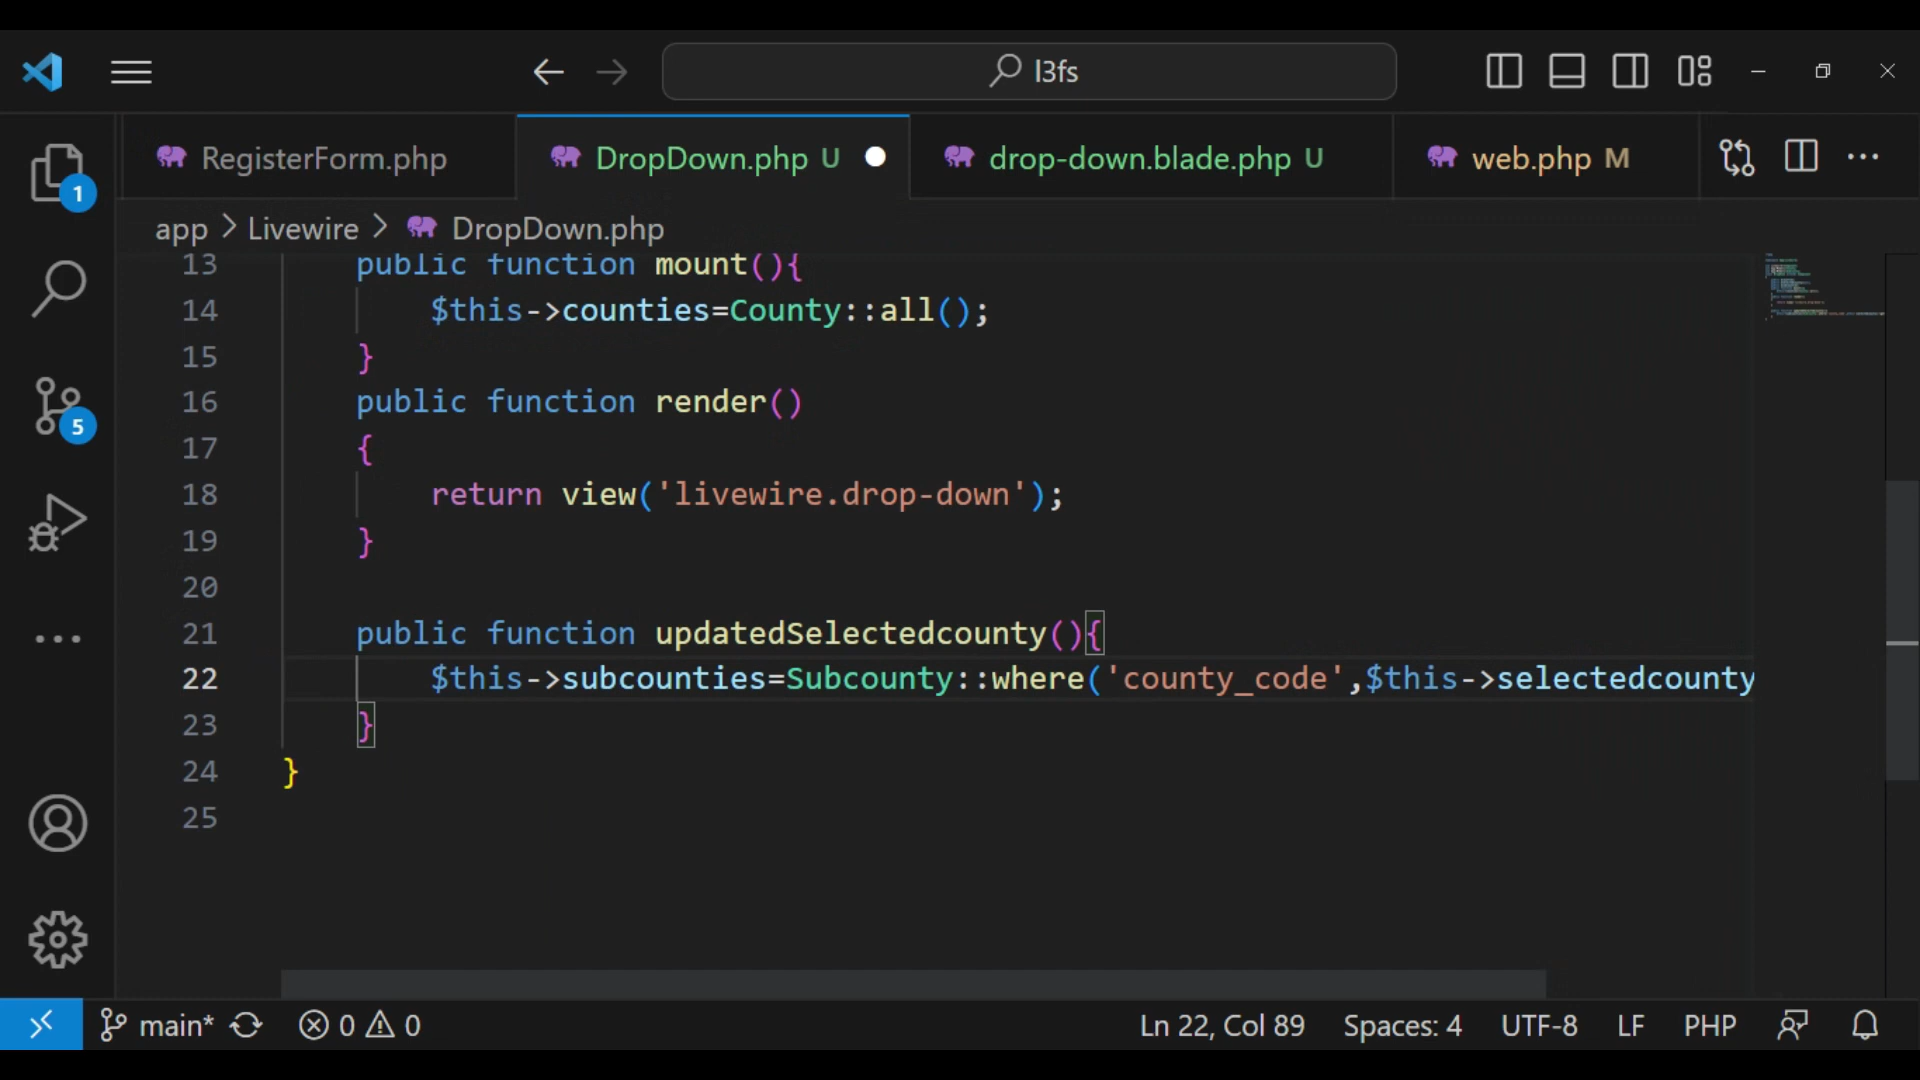 l3fs
RegisterForm.php
DropDown.php U
drop-down.blade.php U
web.php M
1
app > Livewire > DropDown.php
13 public function mount(){
14 $this->counties=County::all();
15 }
16 public function render()
17 {
18 return view('livewire.drop-down');
19 }
20
21 public function updatedSelectedcounty(){
22 $this->subcounties=Subcounty::where('county_code',$this->selectedcounty
23 }
24 }
25
5
main* 0 0 Ln 22, Col 89 Spaces: 4 UTF-8 LF PHP